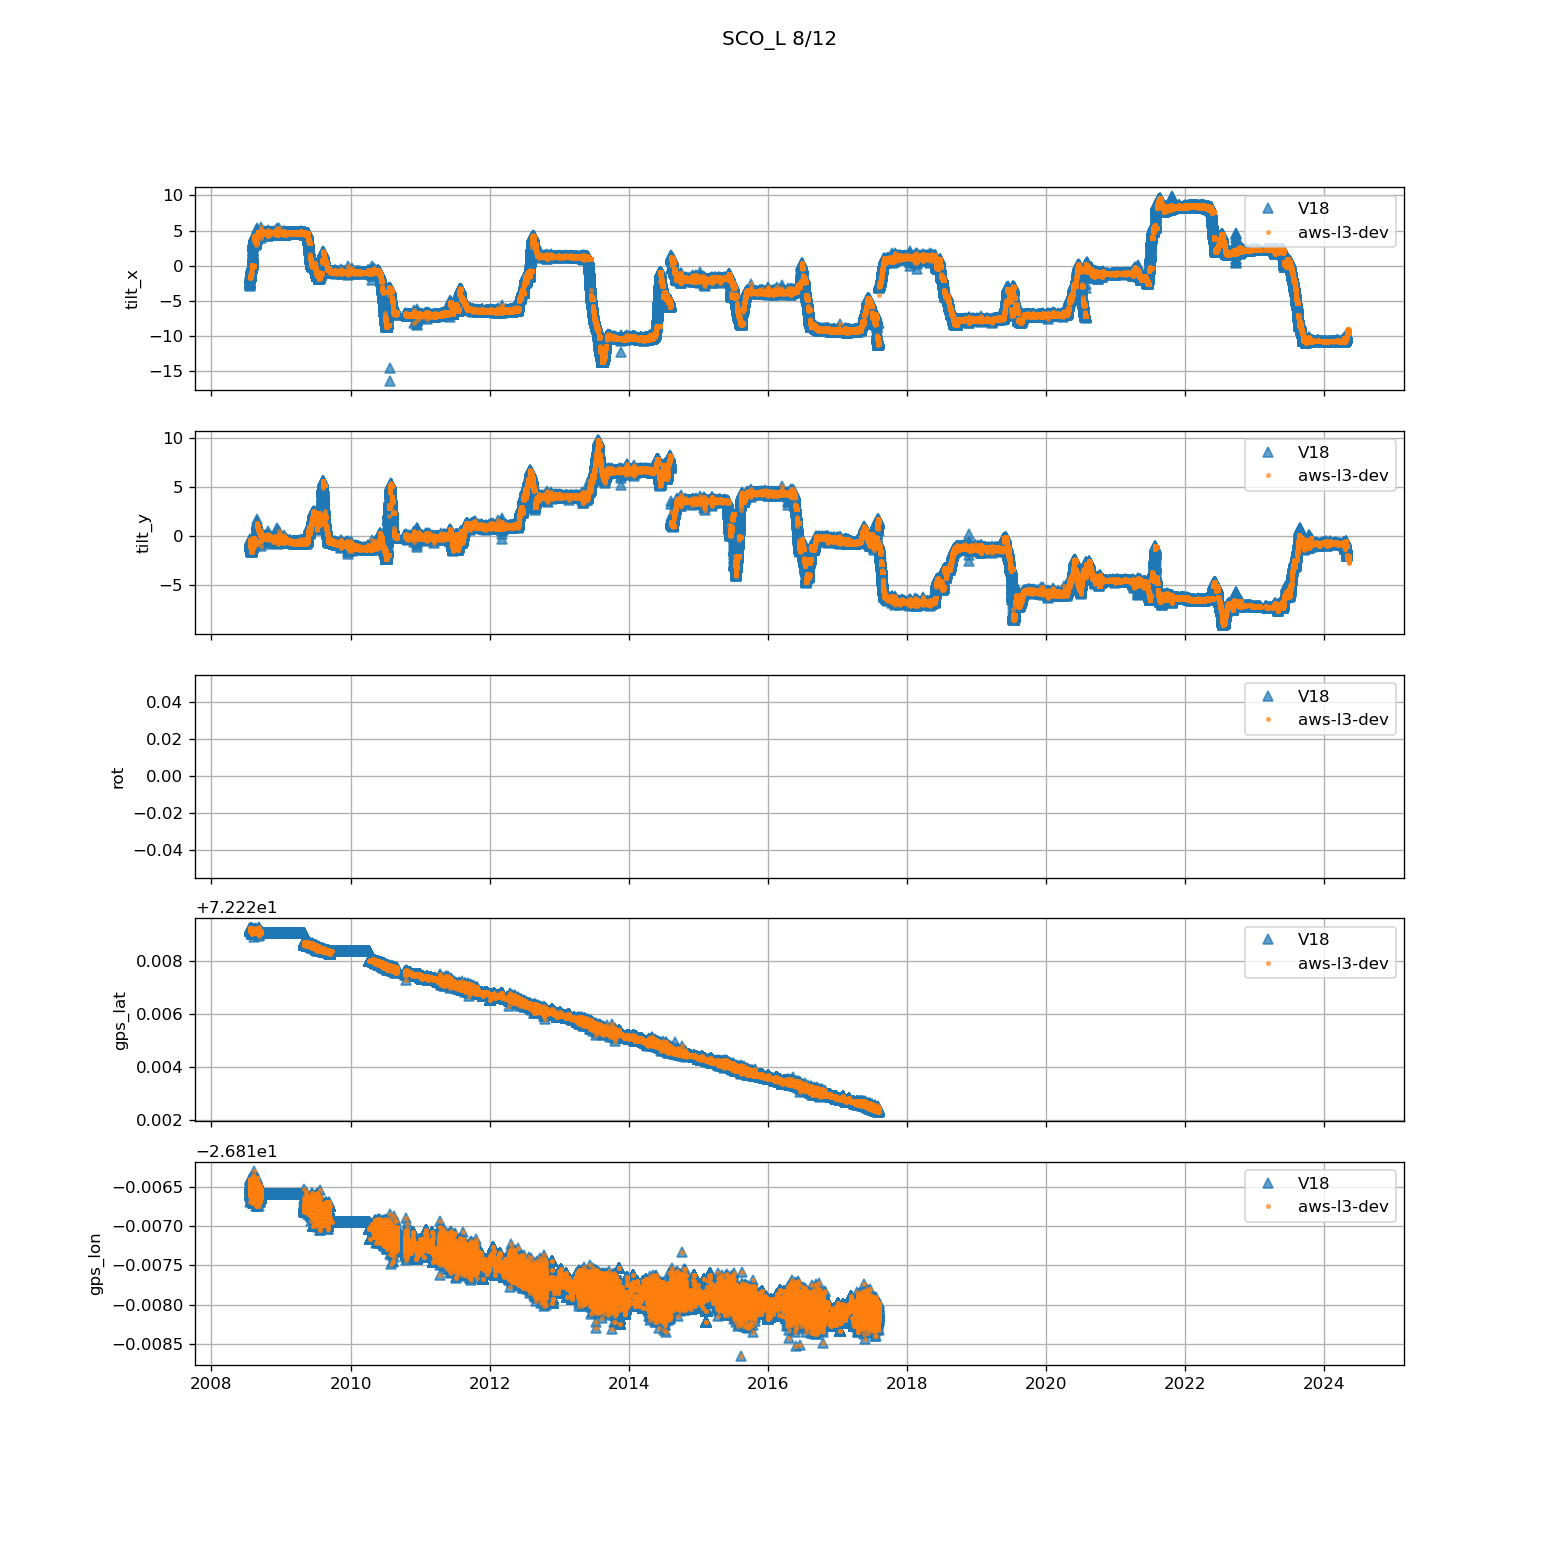 SCO_L 8/12
10
5
0
−5
−10
−15
tilt_x
V18
aws-l3-dev
10
5
0
−5
tilt_y
V18
aws-l3-dev
0.04
0.02
0.00
−0.02
−0.04
rot
V18
aws-l3-dev
+7.222e1
0.008
0.006
0.004
0.002
gps_lat
V18
aws-l3-dev
−2.681e1
−0.0065
−0.0070
−0.0075
−0.0080
−0.0085
gps_lon
V18
aws-l3-dev
2008 2010 2012 2014 2016 2018 2020 2022 2024